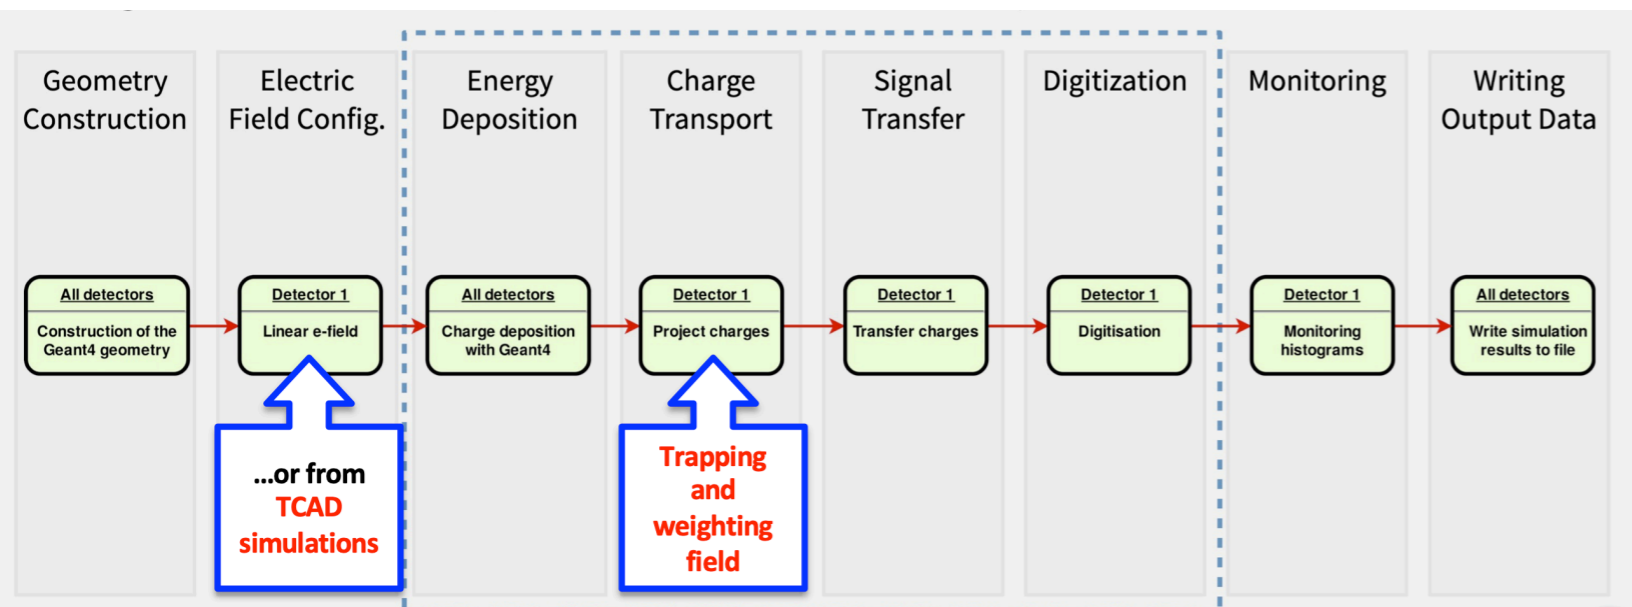 Geometry
Construction
Electric
Field Config.
Energy
Deposition
Charge
Transport
Signal
Transfer
Digitization
Monitoring
Writing
Output Data
All detectors
Construction of the
Geant4 geometry
Detector 1
Linear e-field
All detectors
Charge deposition
with Geant4
Detector 1
Project charges
Detector 1
Transfer charges
Detector 1
Digitisation
Detector 1
Monitoring
histograms
All detectors
Write simulation
results to file
...or from
TCAD
simulations
Trapping
and
weighting
field